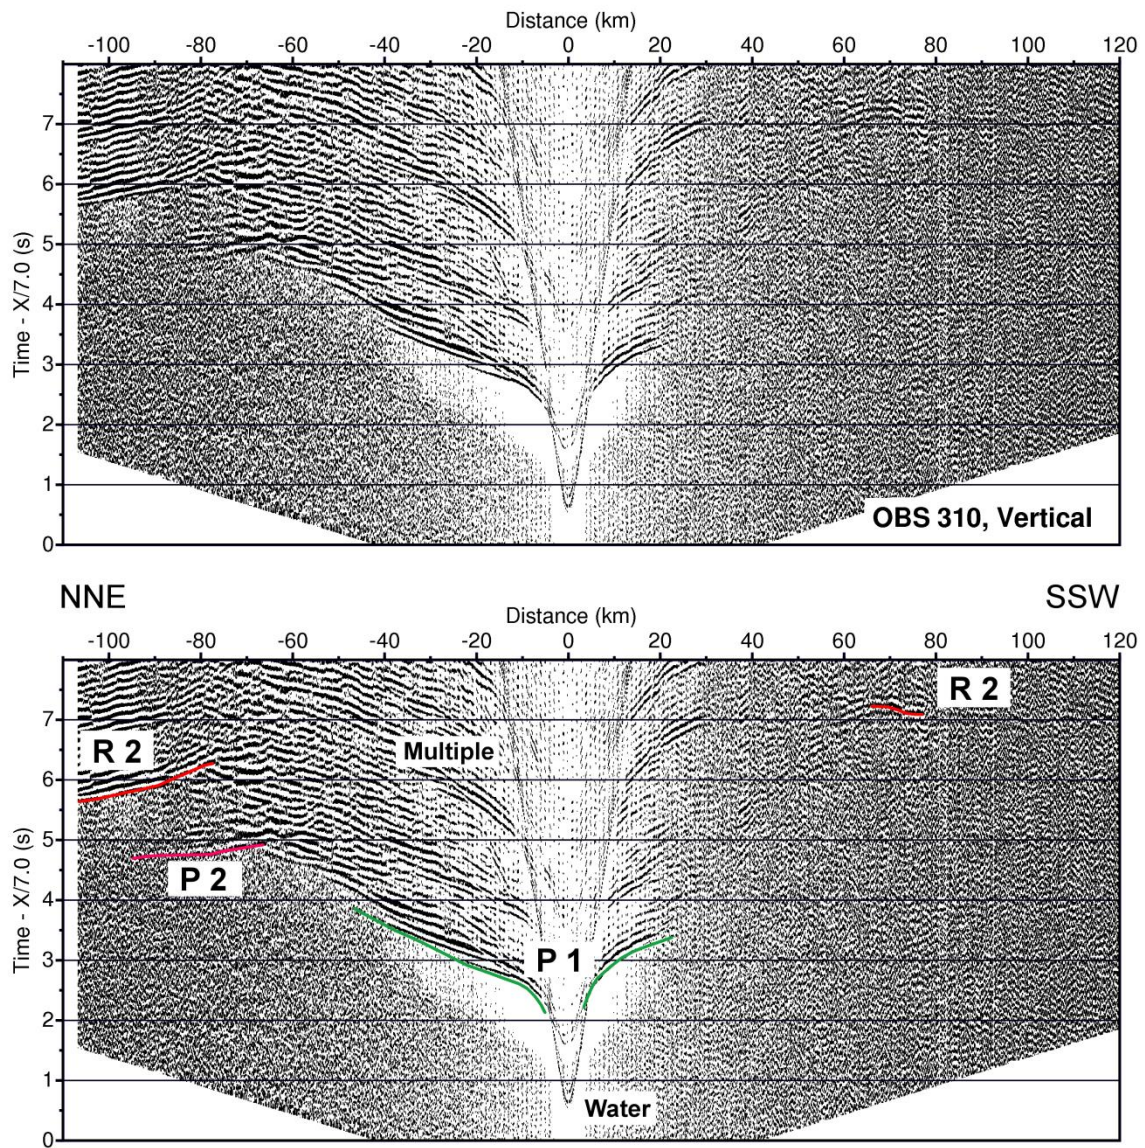 Distance (km)
-100 -80 -60 -40 -20 0 20 40 60 80 100 120
Time - X/7.0 (s)
7
6
5
4
3
2
1
0
OBS 310, Vertical
NNE SSW
Distance (km)
-100 -80 -60 -40 -20 0 20 40 60 80 100 120
Time - X/7.0 (s)
7
6
5
4
3
2
1
0
R 2
R 2
Multiple
P 2
P 1
Water